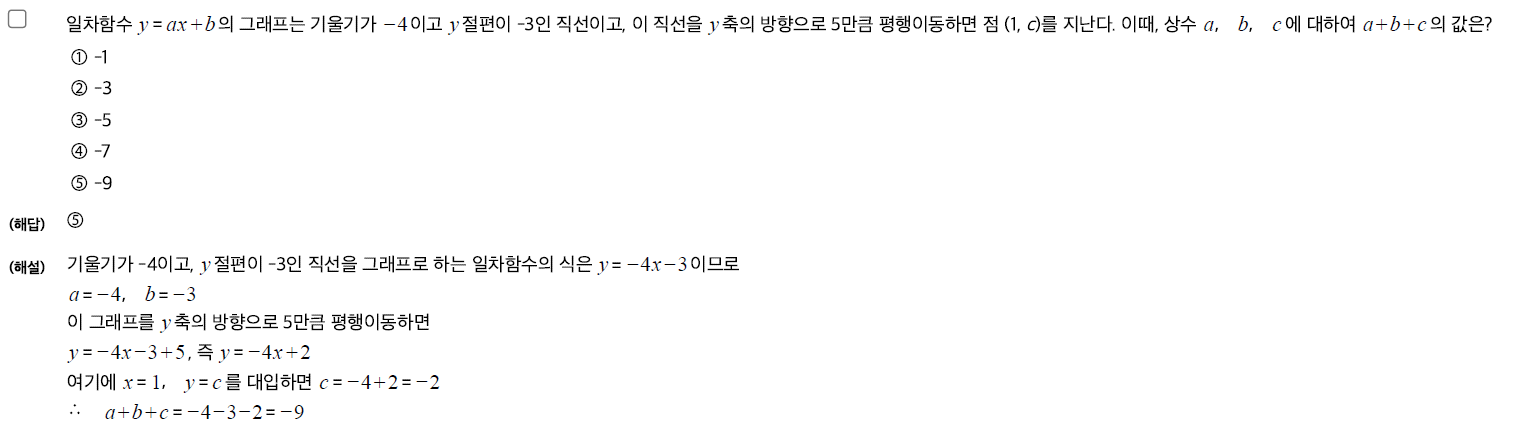 일차함수 y=ax+b의 그래프는 기울기가 −4이고 y절편이 -3인 직선이고, 이 직선을 y축의 방향으로 5만큼 평행이동하면 점 (1, c)를 지난다. 이때, 상수 a, b, c에 대하여 a+b+c의 값은?
① -1
② -3
③ -5
④ -7
⑤ -9
(해답) ⑤
(해설) 기울기가 -4이고, y절편이 -3인 직선을 그래프로 하는 일차함수의 식은 y=−4x−3이므로
a=−4, b=−3
이 그래프를 y축의 방향으로 5만큼 평행이동하면
y=−4x−3+5, 즉 y=−4x+2
여기에 x=1, y=c를 대입하면 c=−4+2=−2
∴ a+b+c=−4−3−2=−9